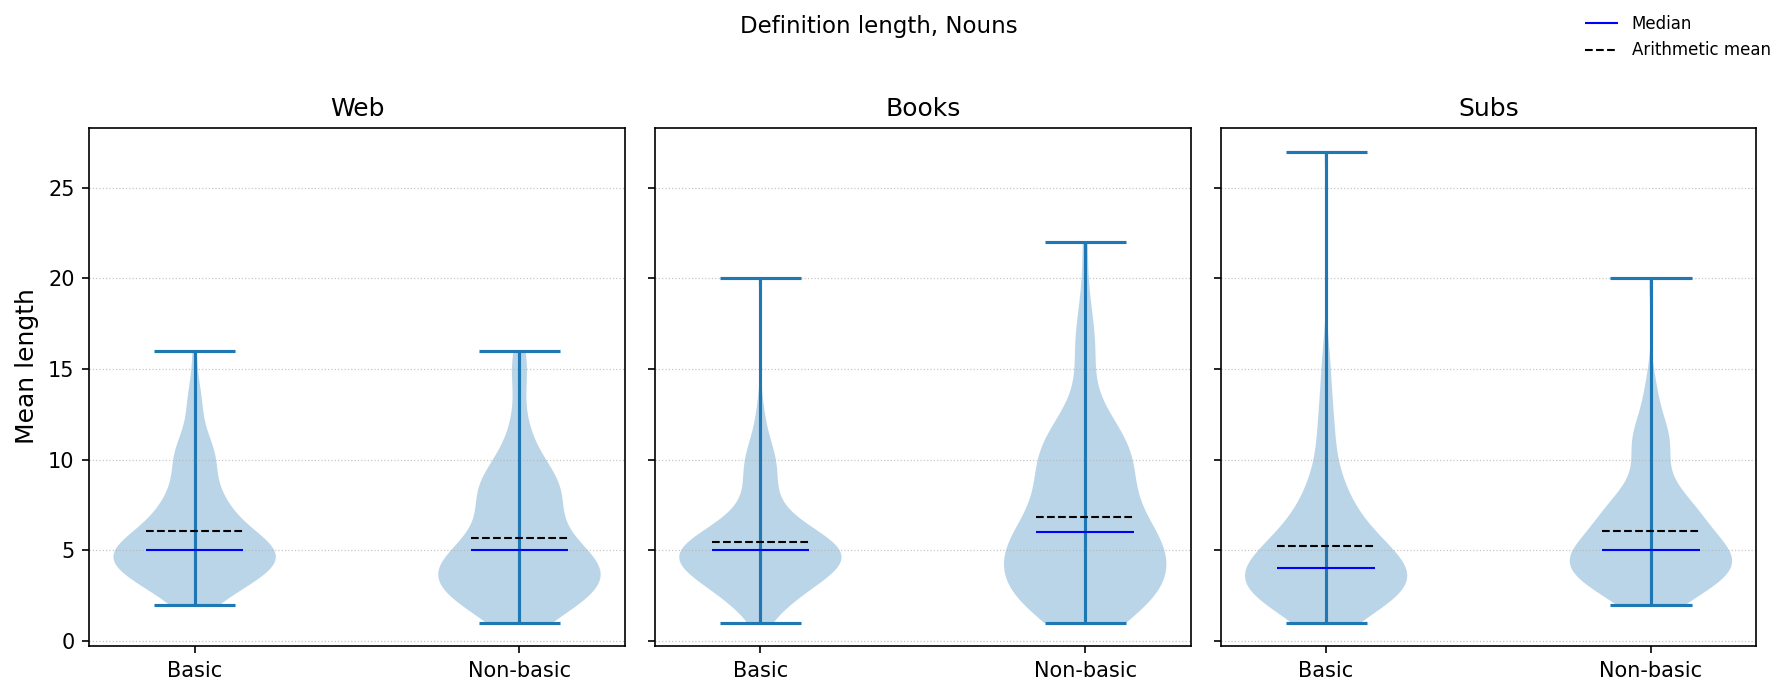 Definition length, Nouns
Median
Arithmetic mean
Web
Books
Subs
Mean length
25
20
15
10
5
0
Basic
Non-basic
Basic
Non-basic
Basic
Non-basic